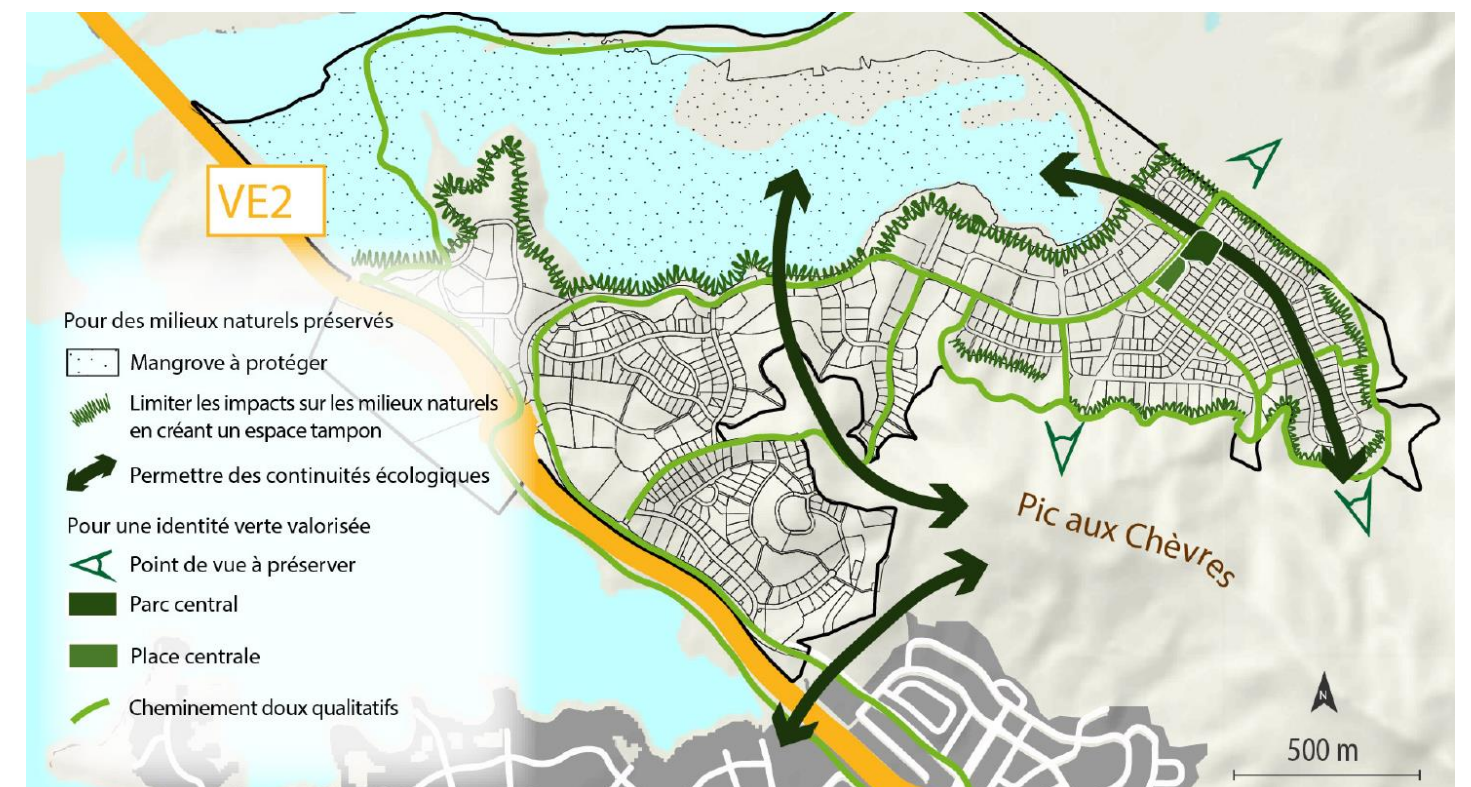 VE2
Pour des milieux naturels préservés
Mangrove à protéger
Limiter les impacts sur les milieux naturels
en créant un espace tampon
Permettre des continuités écologiques
Pour une identité verte valorisée
Point de vue à préserver
Parc central
Place centrale
Cheminement doux qualitatifs
Pic aux Chèvres
N
500 m